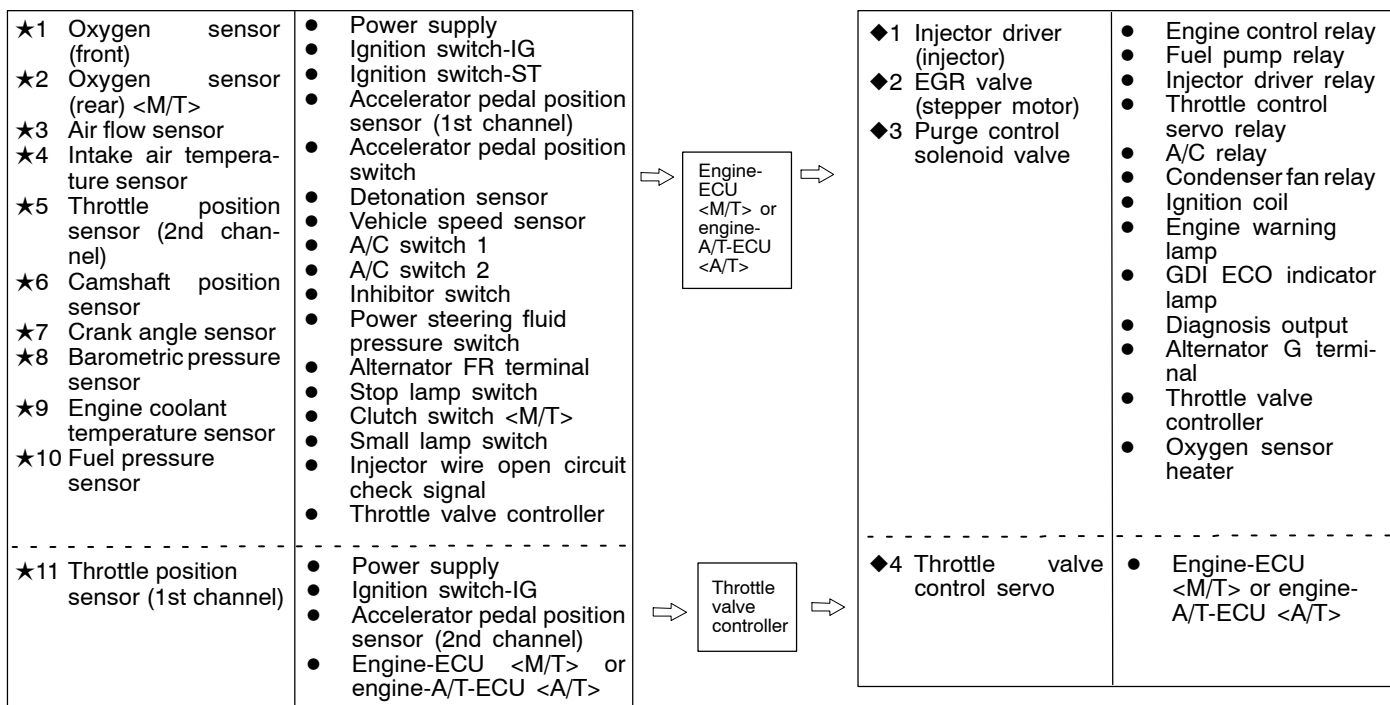 ★1 Oxygen sensor
(front)
★2 Oxygen sensor
(rear) <M/T>
★3 Air flow sensor
★4 Intake air tempera-
ture sensor
★5 Throttle position
sensor (2nd chan-
nel)
★6 Camshaft position
sensor
★7 Crank angle sensor
★8 Barometric pressure
sensor
★9 Engine coolant
temperature sensor
★10 Fuel pressure
sensor
● Power supply
● Ignition switch-IG
● Ignition switch-ST
● Accelerator pedal position
sensor (1st channel)
● Accelerator pedal position
switch
● Detonation sensor
● Vehicle speed sensor
● A/C switch 1
● A/C switch 2
● Inhibitor switch
● Power steering fluid
pressure switch
● Alternator FR terminal
● Stop lamp switch
● Clutch switch <M/T>
● Small lamp switch
● Injector wire open circuit
check signal
● Throttle valve controller
Engine-
ECU
<M/T> or
engine-
A/T-ECU
<A/T>
◆1 Injector driver
(injector)
◆2 EGR valve
(stepper motor)
◆3 Purge control
solenoid valve
● Engine control relay
● Fuel pump relay
● Injector driver relay
● Throttle control
servo relay
● A/C relay
● Condenser fan relay
● Ignition coil
● Engine warning
lamp
● GDI ECO indicator
lamp
● Diagnosis output
● Alternator G termi-
nal
● Throttle valve
controller
● Oxygen sensor
heater
★11 Throttle position
sensor (1st channel)
● Power supply
● Ignition switch-IG
● Accelerator pedal position
sensor (2nd channel)
● Engine-ECU <M/T> or
engine-A/T-ECU <A/T>
Throttle
valve
controller
◆4 Throttle valve
control servo
● Engine-ECU
<M/T> or engine-
A/T-ECU <A/T>